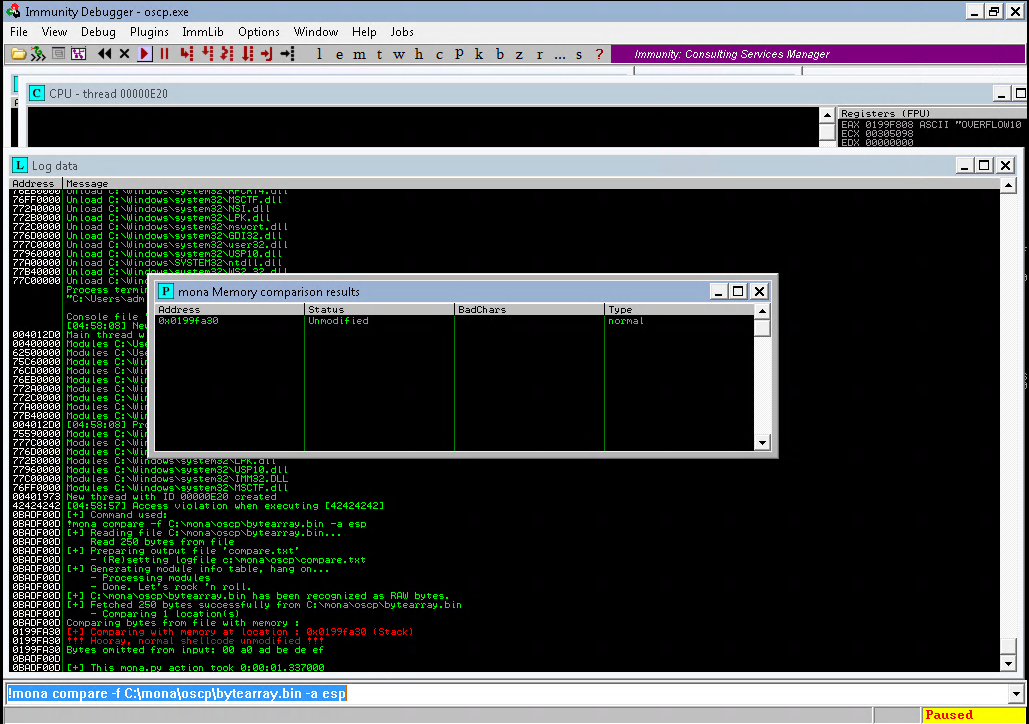 Immunity Debugger - oscp.exe
File View Debug Plugins ImmLib Options Window Help Jobs
l e m t w h c P k b z r ... s ?
Immunity: Consulting Services Manager
C CPU - thread 00000E20
Registers (FPU)
EAX 0199F808 ASCII "OVERFLOW10
ECX 00305098
EDX 00000000
L Log data
Address Message
76EB0000 Unload C:\Windows\system32\RPCRT4.dll
76FF0000 Unload C:\Windows\system32\MSCTF.dll
772A0000 Unload C:\Windows\system32\NSI.dll
772B0000 Unload C:\Windows\system32\LPK.dll
772C0000 Unload C:\Windows\system32\msvcrt.dll
776D0000 Unload C:\Windows\system32\GDI32.dll
777C0000 Unload C:\Windows\system32\user32.dll
77960000 Unload C:\Windows\system32\USP10.dll
77A00000 Unload C:\Windows\SYSTEM32\ntdll.dll
77B40000 Unload C:\Windows\system32\WS2_32.dll
77C00000 Unload C:\Wind
Process termin
"C:\Users\adm
Console file '
[04:58:08] New
004012D0 Main thread w
00400000 Modules C:\Use
62500000 Modules C:\Use
75C60000 Modules C:\Win
76CD0000 Modules C:\Win
76EB0000 Modules C:\Win
772A0000 Modules C:\Win
772C0000 Modules C:\Win
77A00000 Modules C:\Win
77B40000 Modules C:\Win
004012D0 [04:58:08] Pro
75590000 Modules C:\Win
777C0000 Modules C:\Win
776D0000 Modules C:\Win
772B0000 Modules C:\Windows\system32\LPK.dll
77960000 Modules C:\Windows\system32\USP10.dll
77C00000 Modules C:\Windows\system32\IMM32.DLL
76FF0000 Modules C:\Windows\system32\MSCTF.dll
00401973 New thread with ID 00000E20 created
42424242 [04:58:57] Access violation when executing [42424242]
0BADF00D [+] Command used:
0BADF00D !mona compare -f C:\mona\oscp\bytearray.bin -a esp
0BADF00D [+] Reading file C:\mona\oscp\bytearray.bin...
0BADF00D Read 250 bytes from file
0BADF00D [+] Preparing output file 'compare.txt'
0BADF00D - (Re)setting logfile c:\mona\oscp\compare.txt
0BADF00D [+] Generating module info table, hang on...
0BADF00D - Processing modules
0BADF00D - Done. Let's rock 'n roll.
0BADF00D [+] C:\mona\oscp\bytearray.bin has been recognized as RAW bytes.
0BADF00D [+] Fetched 250 bytes successfully from C:\mona\oscp\bytearray.bin
0BADF00D - Comparing 1 location(s)
0BADF00D Comparing bytes from file with memory :
0199FA30 [+] Comparing with memory at location : 0x0199fa30 (Stack)
0199FA30 !!! Hooray, normal shellcode unmodified !!!
0199FA30 Bytes omitted from input: 00 a0 ad be de ef
0BADF00D
0BADF00D [+] This mona.py action took 0:00:01.337000
P mona Memory comparison results
Address Status BadChars Type
0x0199fa30 Unmodified normal
!mona compare -f C:\mona\oscp\bytearray.bin -a esp
Paused